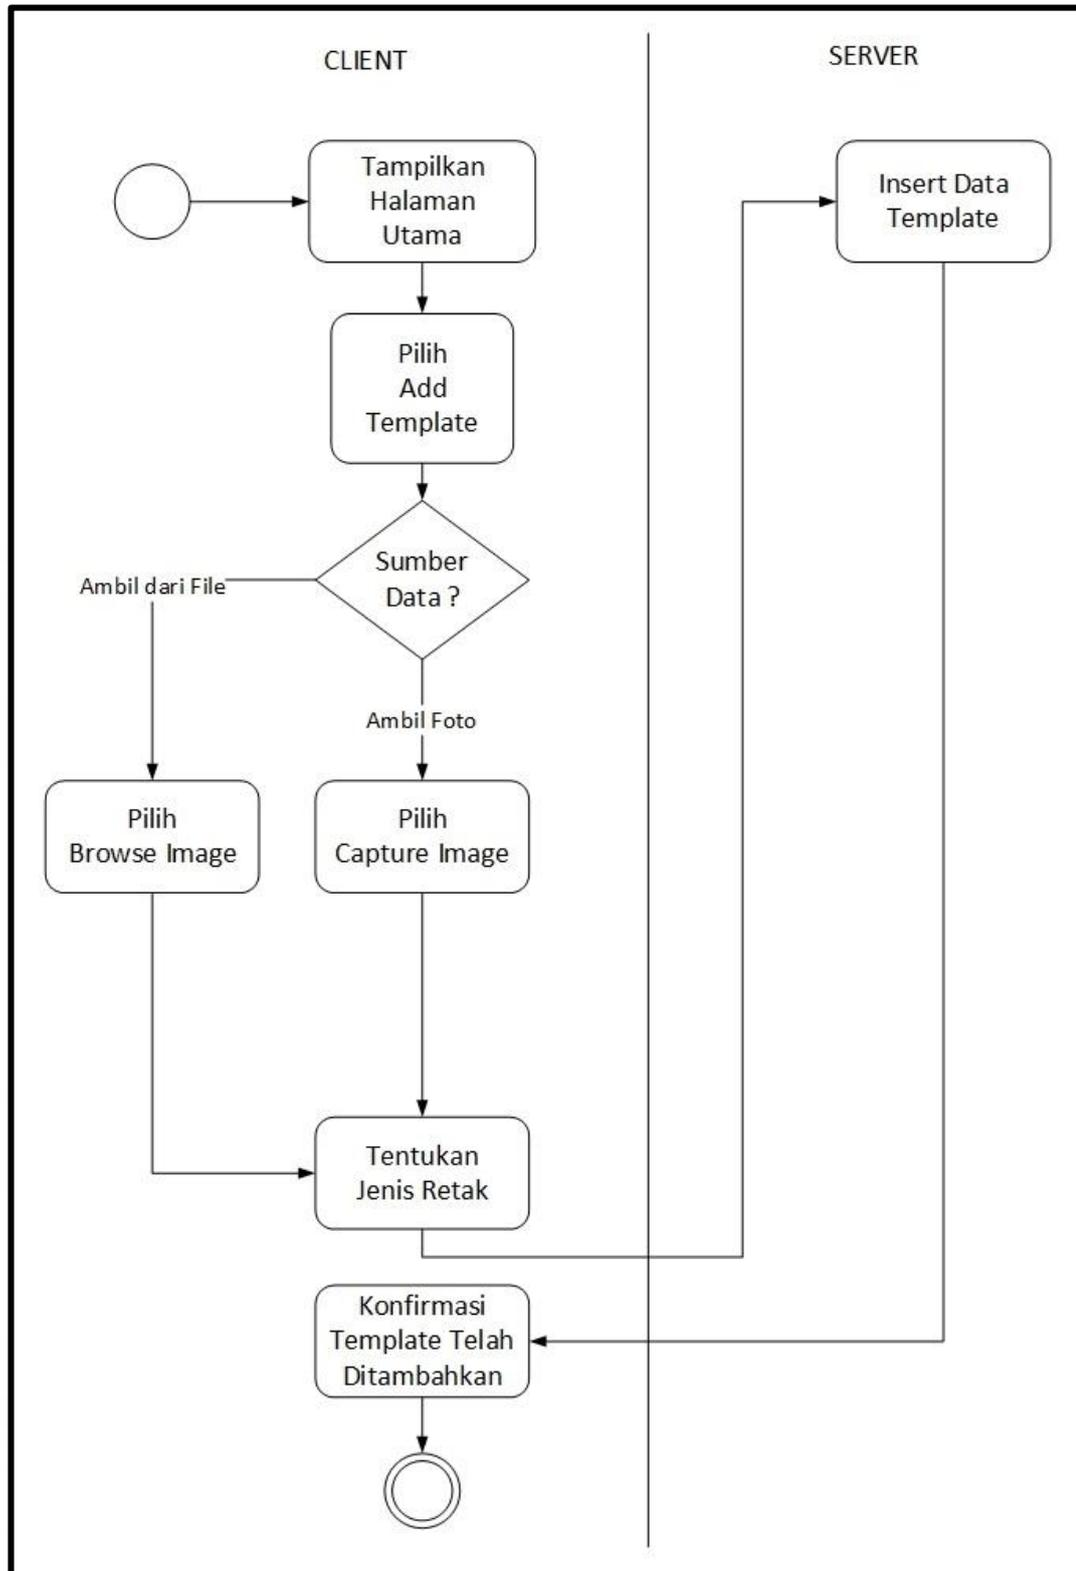 CLIENT
SERVER
Tampilkan
Halaman
Utama
Insert Data
Template
Pilih
Add
Template
Sumber
Data ?
Ambil dari File
Ambil Foto
Pilih
Browse Image
Pilih
Capture Image
Tentukan
Jenis Retak
Konfirmasi
Template Telah
Ditambahkan